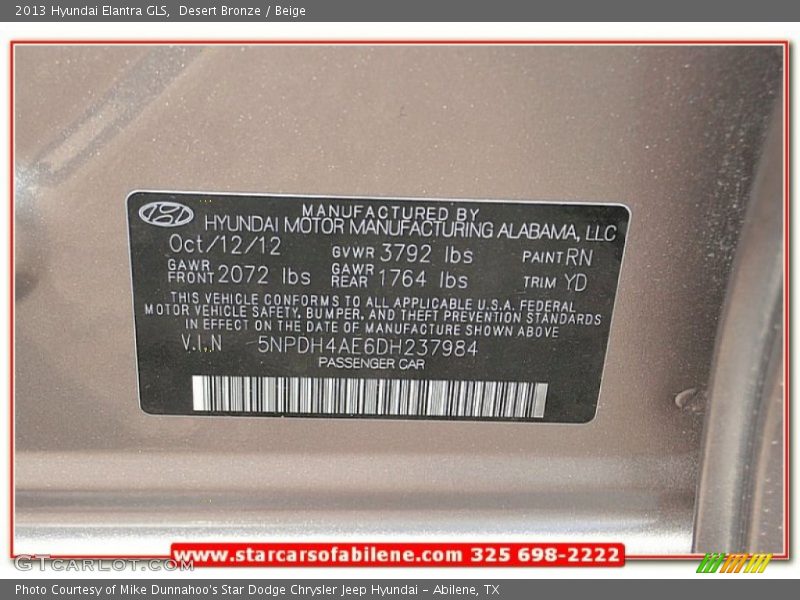 2013 Hyundai Elantra GLS, Desert Bronze / Beige
MANUFACTURED BY
HYUNDAI MOTOR MANUFACTURING ALABAMA, LLC
Oct/12/12 GVWR 3792 lbs PAINT RN
GAWR FRONT 2072 lbs GAWR REAR 1764 lbs TRIM YD
THIS VEHICLE CONFORMS TO ALL APPLICABLE U.S.A. FEDERAL
MOTOR VEHICLE SAFETY, BUMPER, AND THEFT PREVENTION STANDARDS
IN EFFECT ON THE DATE OF MANUFACTURE SHOWN ABOVE
V.I.N 5NPDH4AE6DH237984
PASSENGER CAR
www.starcarsofabilene.com 325 698-2222
GTCarLot.com
Photo Courtesy of Mike Dunnahoo's Star Dodge Chrysler Jeep Hyundai - Abilene, TX